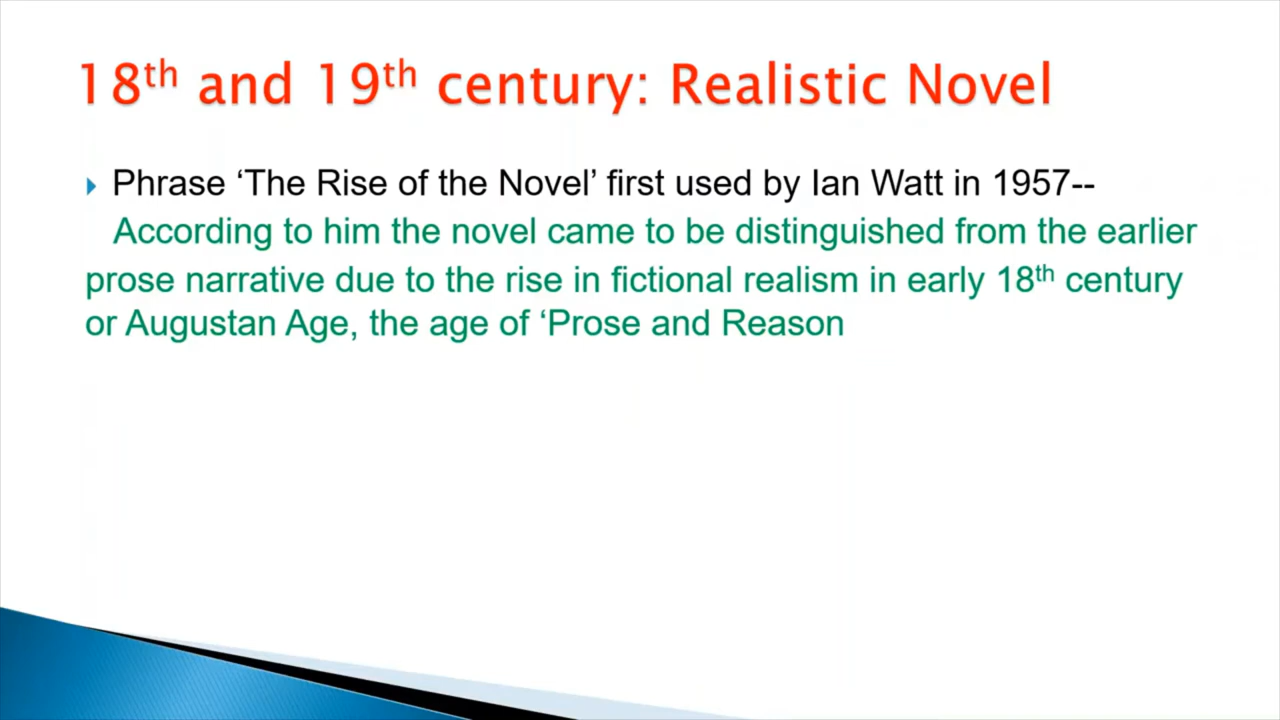 18th and 19th century: Realistic Novel
Phrase ‘The Rise of the Novel’ first used by Ian Watt in 1957--
According to him the novel came to be distinguished from the earlier
prose narrative due to the rise in fictional realism in early 18th century
or Augustan Age, the age of ‘Prose and Reason